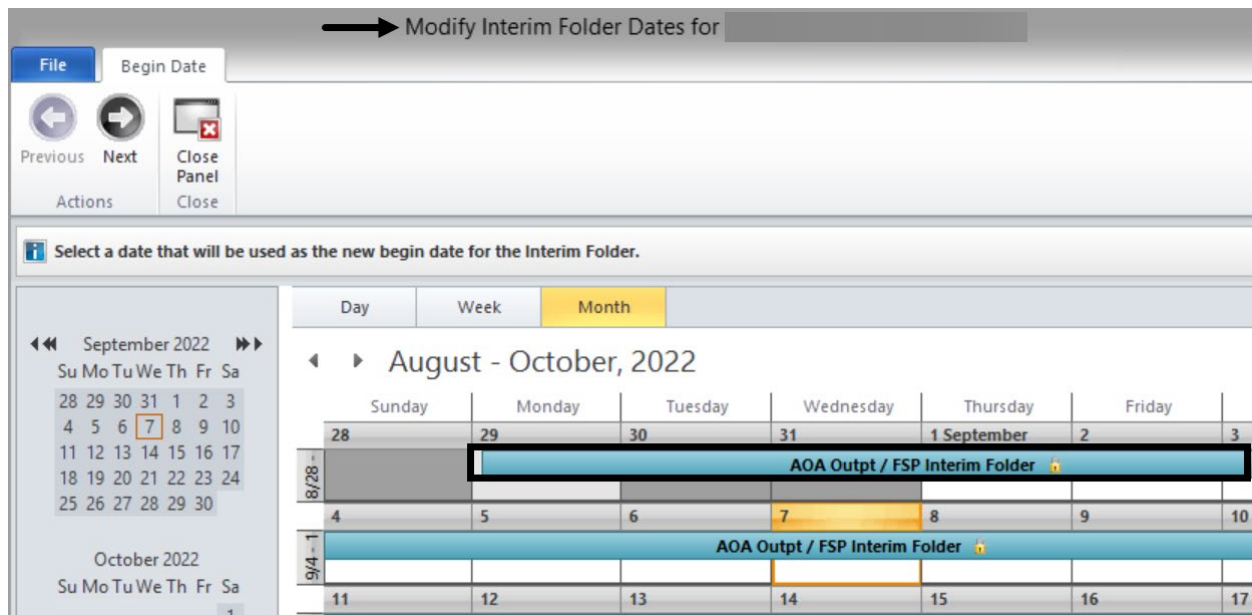 Modify Interim Folder Dates for
File Begin Date
Previous Next Close Panel
Actions Close
Select a date that will be used as the new begin date for the Interim Folder.
Day Week Month
September 2022
Su Mo Tu We Th Fr Sa
28 29 30 31 1 2 3
4 5 6 7 8 9 10
11 12 13 14 15 16 17
18 19 20 21 22 23 24
25 26 27 28 29 30
October 2022
Su Mo Tu We Th Fr Sa
1
August - October, 2022
Sunday Monday Tuesday Wednesday Thursday Friday
28 29 30 31 1 September 2 3
8/28 -
AOA Outpt / FSP Interim Folder
4 5 6 7 8 9 10
9/4 - 1
AOA Outpt / FSP Interim Folder
11 12 13 14 15 16 17